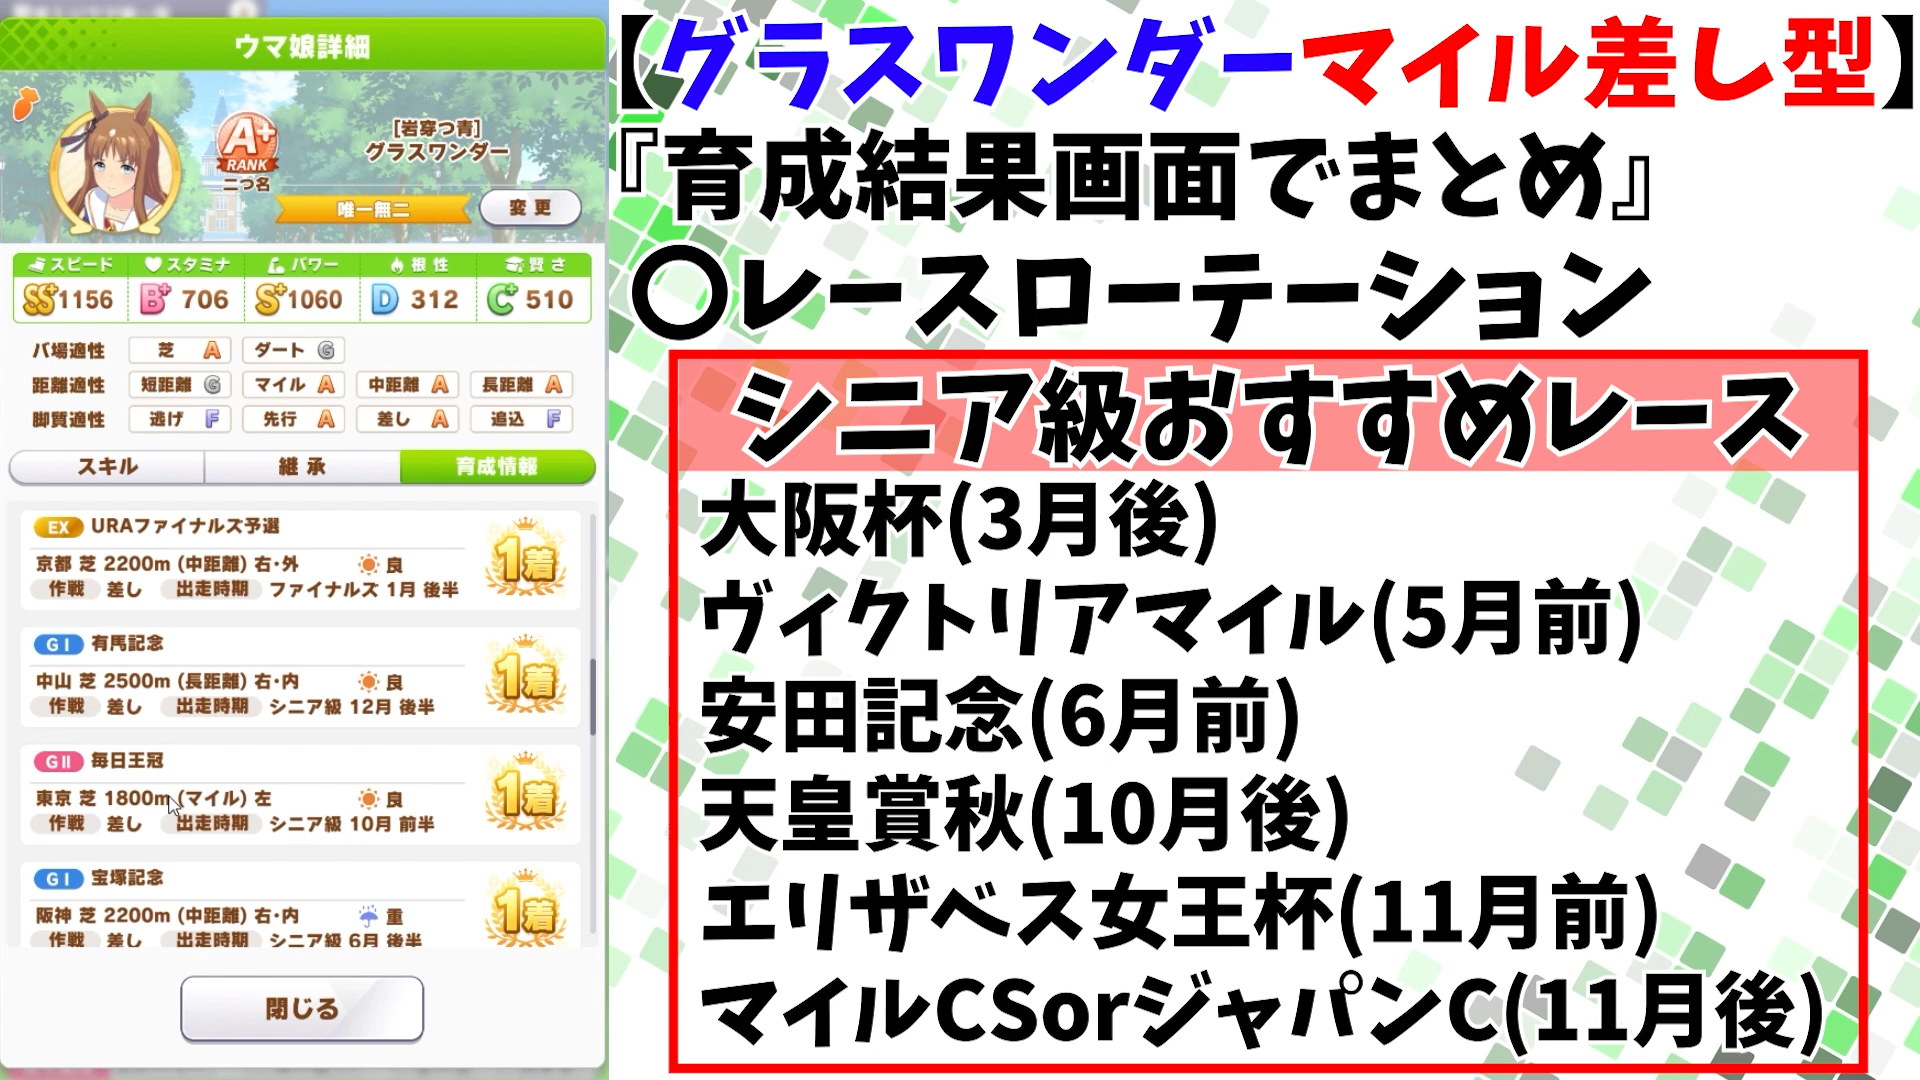 ウマ娘詳細
A+
RANK
二つ名
[岩穿つ青]
グラスワンダー
唯一無二
変更
スピード スタミナ パワー 根性 賢さ
SS+ 1156 B+ 706 S+ 1060 D 312 C+ 510
バ場適性 芝 A ダート G
距離適性 短距離 G マイル A 中距離 A 長距離 A
脚質適性 逃げ F 先行 A 差し A 追込 F
スキル 継承 育成情報
EX URAファイナルズ予選
京都 芝 2200m (中距離) 右・外 良
作戦 差し 出走時期 ファイナルズ 1月 後半
1着
GI 有馬記念
中山 芝 2500m (長距離) 右・内 良
作戦 差し 出走時期 シニア級 12月 後半
1着
GII 毎日王冠
東京 芝 1800m (マイル) 左 良
作戦 差し 出走時期 シニア級 10月 前半
1着
GI 宝塚記念
阪神 芝 2200m (中距離) 右・内 重
作戦 差し 出走時期 シニア級 6月 後半
1着
閉じる
【グラスワンダーマイル差し型】
『育成結果画面でまとめ』
○レースローテーション
シニア級おすすめレース
大阪杯(3月後)
ヴィクトリアマイル(5月前)
安田記念(6月前)
天皇賞秋(10月後)
エリザベス女王杯(11月前)
マイルCSorジャパンC(11月後)